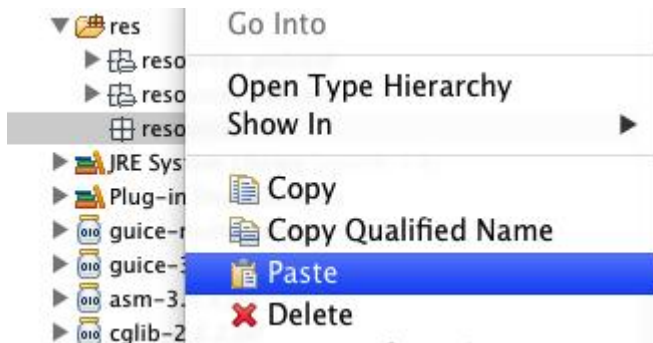 res
Go Into
reso
reso
Open Type Hierarchy
reso
Show In
JRE Sys
Plug-in
Copy
guice-
Copy Qualified Name
guice-3
Paste
asm-3.
Delete
cglib-2